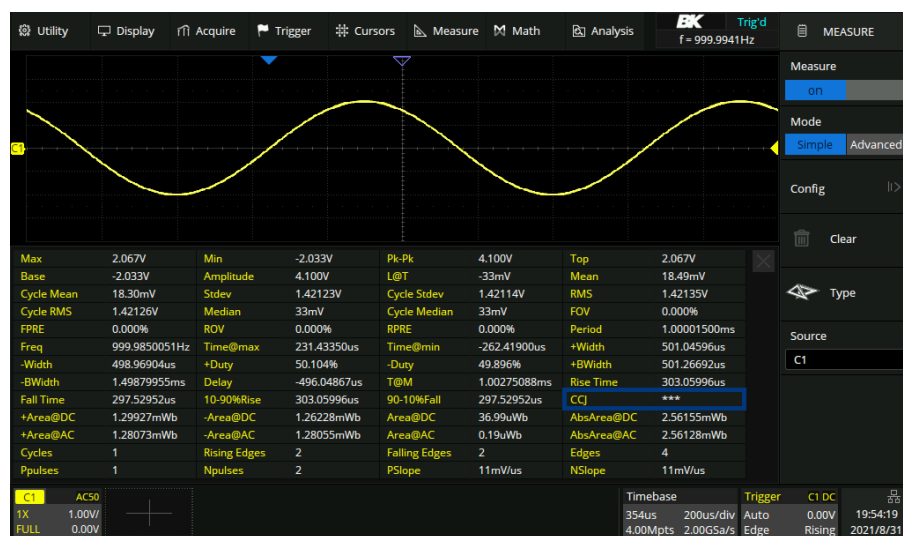 Utility Display Acquire Trigger Cursors Measure Math Analysis BK Trig'd MEASURE
f = 999.9941Hz
Measure
on
Mode
Simple Advanced
Config
Clear
Type
Source
C1
C1
Max 2.067V Min -2.033V Pk-Pk 4.100V Top 2.067V
Base -2.033V Amplitude 4.100V L@T -33mV Mean 18.49mV
Cycle Mean 18.30mV Stdev 1.42123V Cycle Stdev 1.42114V RMS 1.42135V
Cycle RMS 1.42126V Median 33mV Cycle Median 33mV FOV 0.000%
FPRE 0.000% ROV 0.000% RPRE 0.000% Period 1.00001500ms
Freq 999.9850051Hz Time@max 231.43350us Time@min -262.41900us +Width 501.04596us
-Width 498.96904us +Duty 50.104% -Duty 49.896% +BWidth 501.26692us
-BWidth 1.49879955ms Delay -496.04867us T@M 1.00275088ms Rise Time 303.05996us
Fall Time 297.52952us 10-90%Rise 303.05996us 90-10%Fall 297.52952us CCJ ***
+Area@DC 1.29927mWb -Area@DC 1.26228mWb Area@DC 36.99uWb AbsArea@DC 2.56155mWb
+Area@AC 1.28073mWb -Area@AC 1.28055mWb Area@AC 0.19uWb AbsArea@AC 2.56128mWb
Cycles 1 Rising Edges 2 Falling Edges 2 Edges 4
Ppulses 1 Npulses 2 PSlope 11mV/us NSlope 11mV/us
C1 AC50 Timebase Trigger C1 DC
1X 1.00V/ 354us 200us/div Auto 0.00V 19:54:19
FULL 0.00V 4.00Mpts 2.00GSa/s Edge Rising 2021/8/31